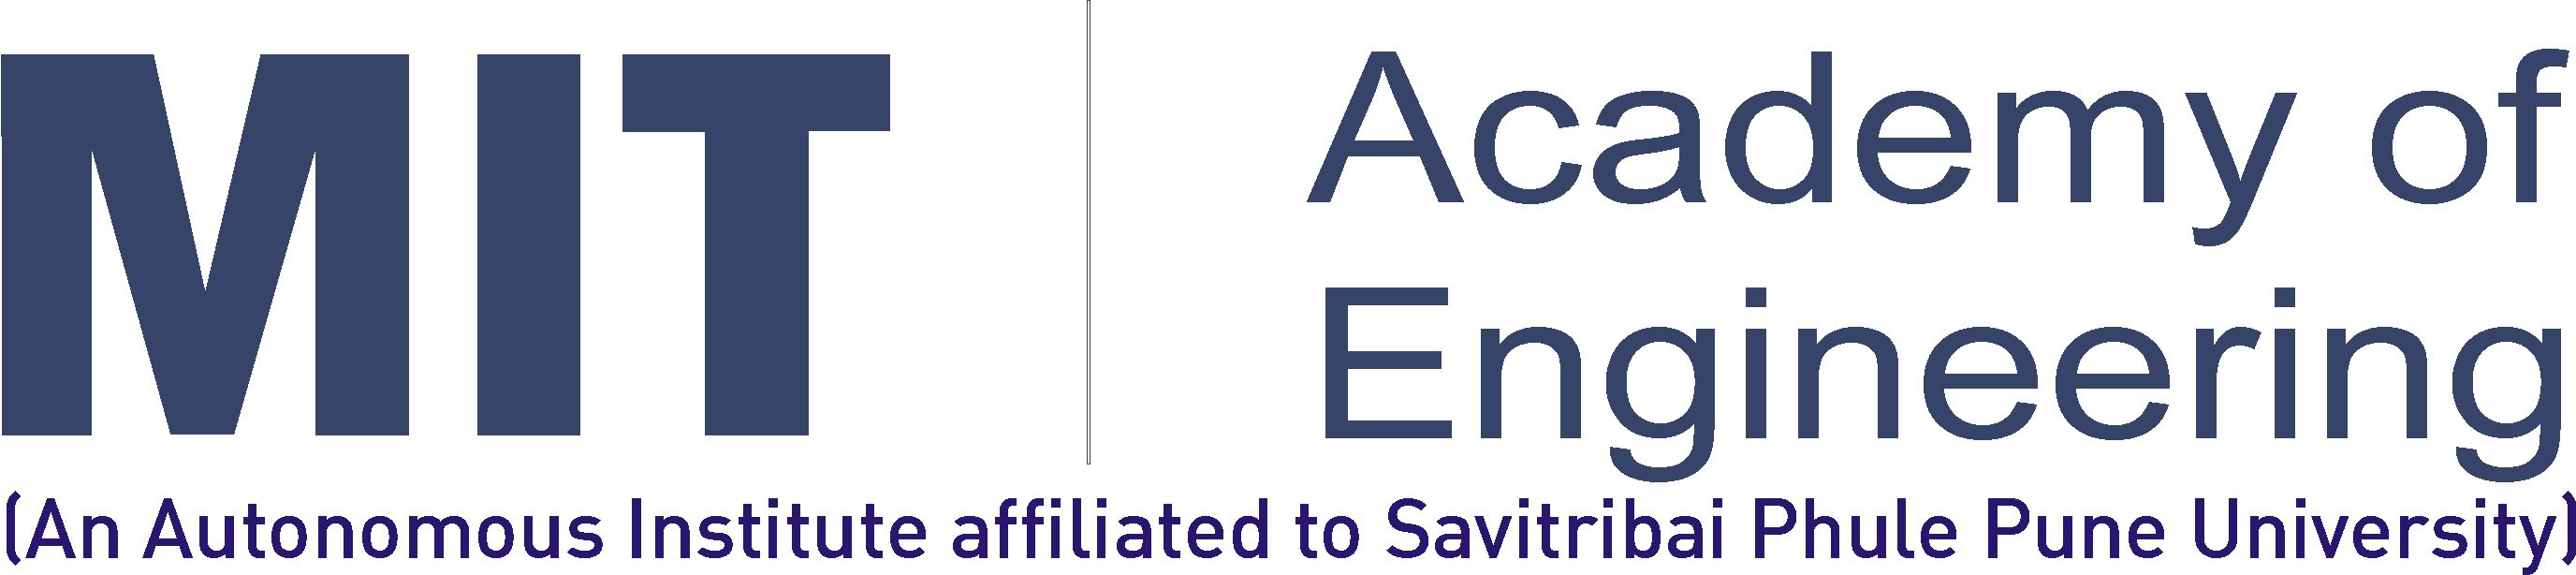 MIT
Academy of
Engineering
(An Autonomous Institute affiliated to Savitribai Phule Pune University)